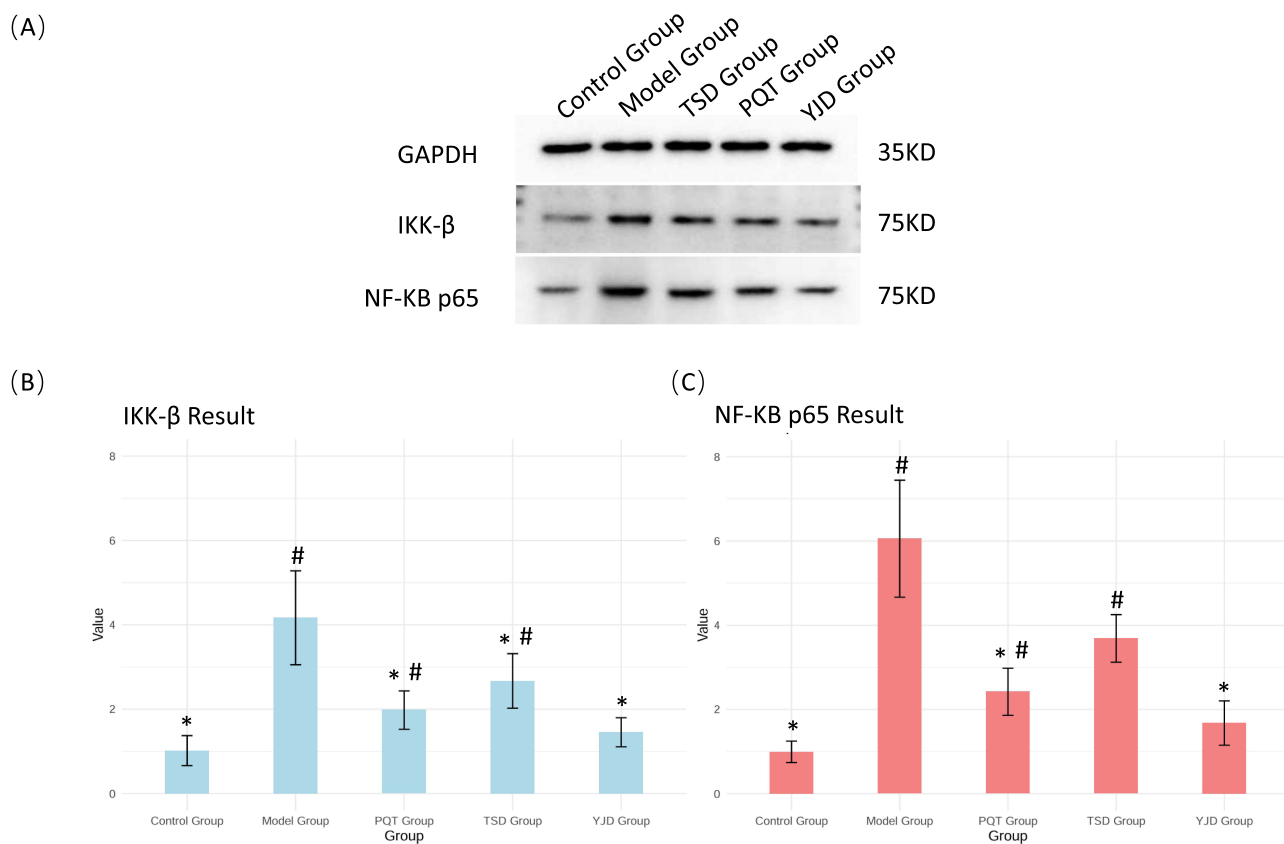 (A)
Control Group
Model Group
TSD Group
PQT Group
YJD Group
GAPDH
35KD
IKK-β
75KD
NF-KB p65
75KD
(B)
IKK-β Result
8
6
4
2
0
Value
#
* #
* #
*
*
Control Group
Model Group
PQT Group
TSD Group
YJD Group
Group
(C)
NF-KB p65 Result
8
6
4
2
0
Value
#
#
* #
*
*
Control Group
Model Group
PQT Group
TSD Group
YJD Group
Group